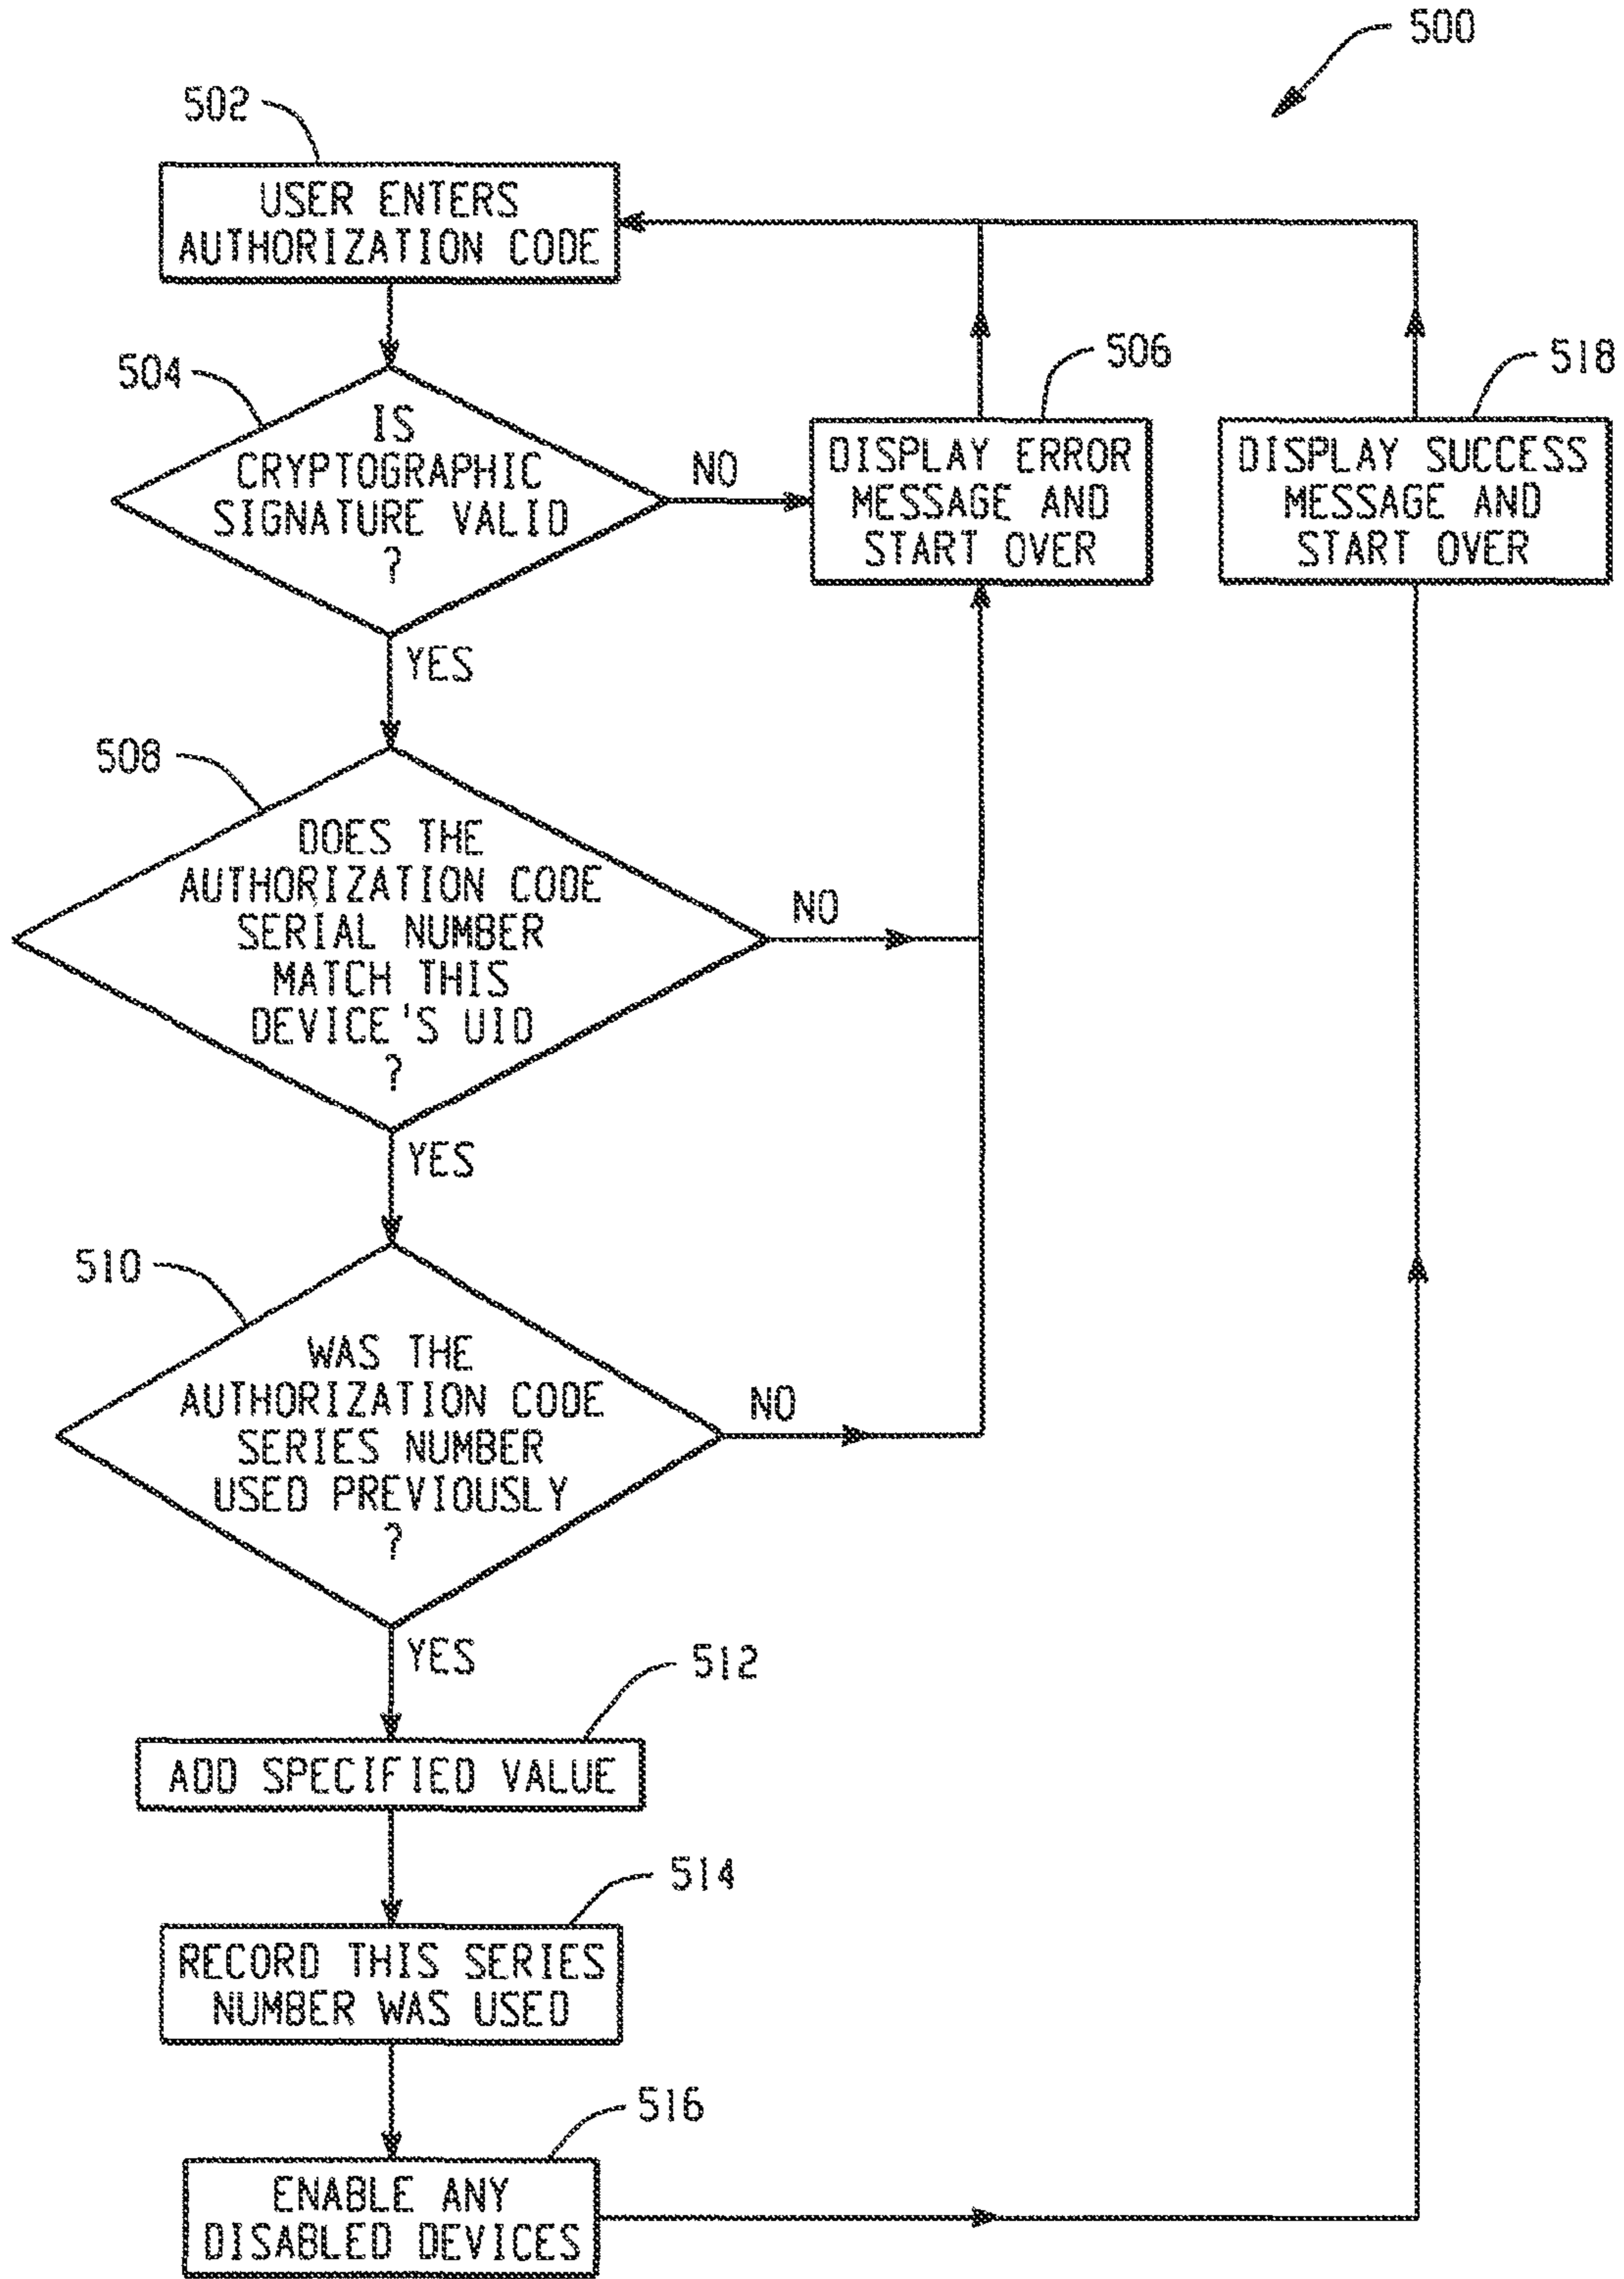 500
502
USER ENTERS
AUTHORIZATION CODE
504
IS
CRYPTOGRAPHIC
SIGNATURE VALID
?
NO
YES
506
DISPLAY ERROR
MESSAGE AND
START OVER
518
DISPLAY SUCCESS
MESSAGE AND
START OVER
508
DOES THE
AUTHORIZATION CODE
SERIAL NUMBER
MATCH THIS
DEVICE'S UID
?
NO
YES
510
WAS THE
AUTHORIZATION CODE
SERIES NUMBER
USED PREVIOUSLY
?
NO
YES
512
ADD SPECIFIED VALUE
514
RECORD THIS SERIES
NUMBER WAS USED
516
ENABLE ANY
DISABLED DEVICES